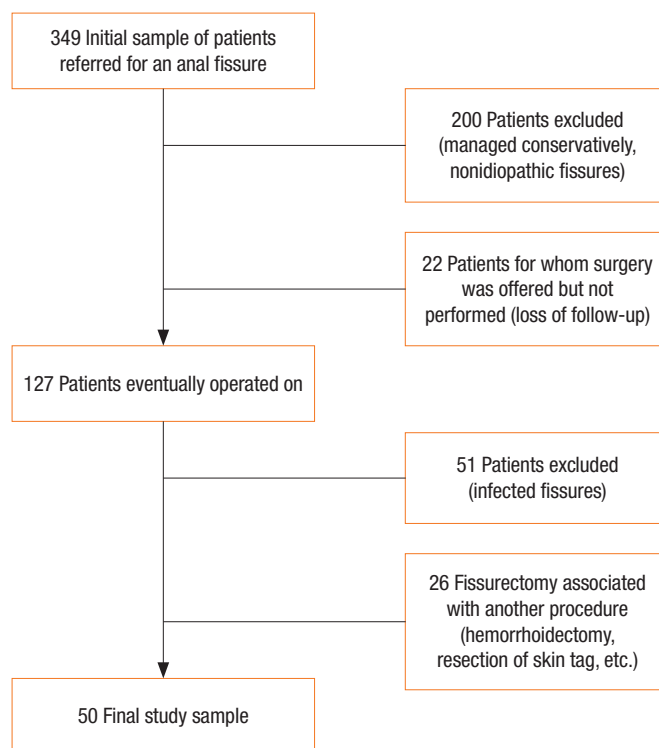 349 Initial sample of patients
referred for an anal fissure
200 Patients excluded
(managed conservatively,
nonidiopathic fissures)
22 Patients for whom surgery
was offered but not
performed (loss of follow-up)
127 Patients eventually operated on
51 Patients excluded
(infected fissures)
26 Fissurectomy associated
with another procedure
(hemorrhoidectomy,
resection of skin tag, etc.)
50 Final study sample